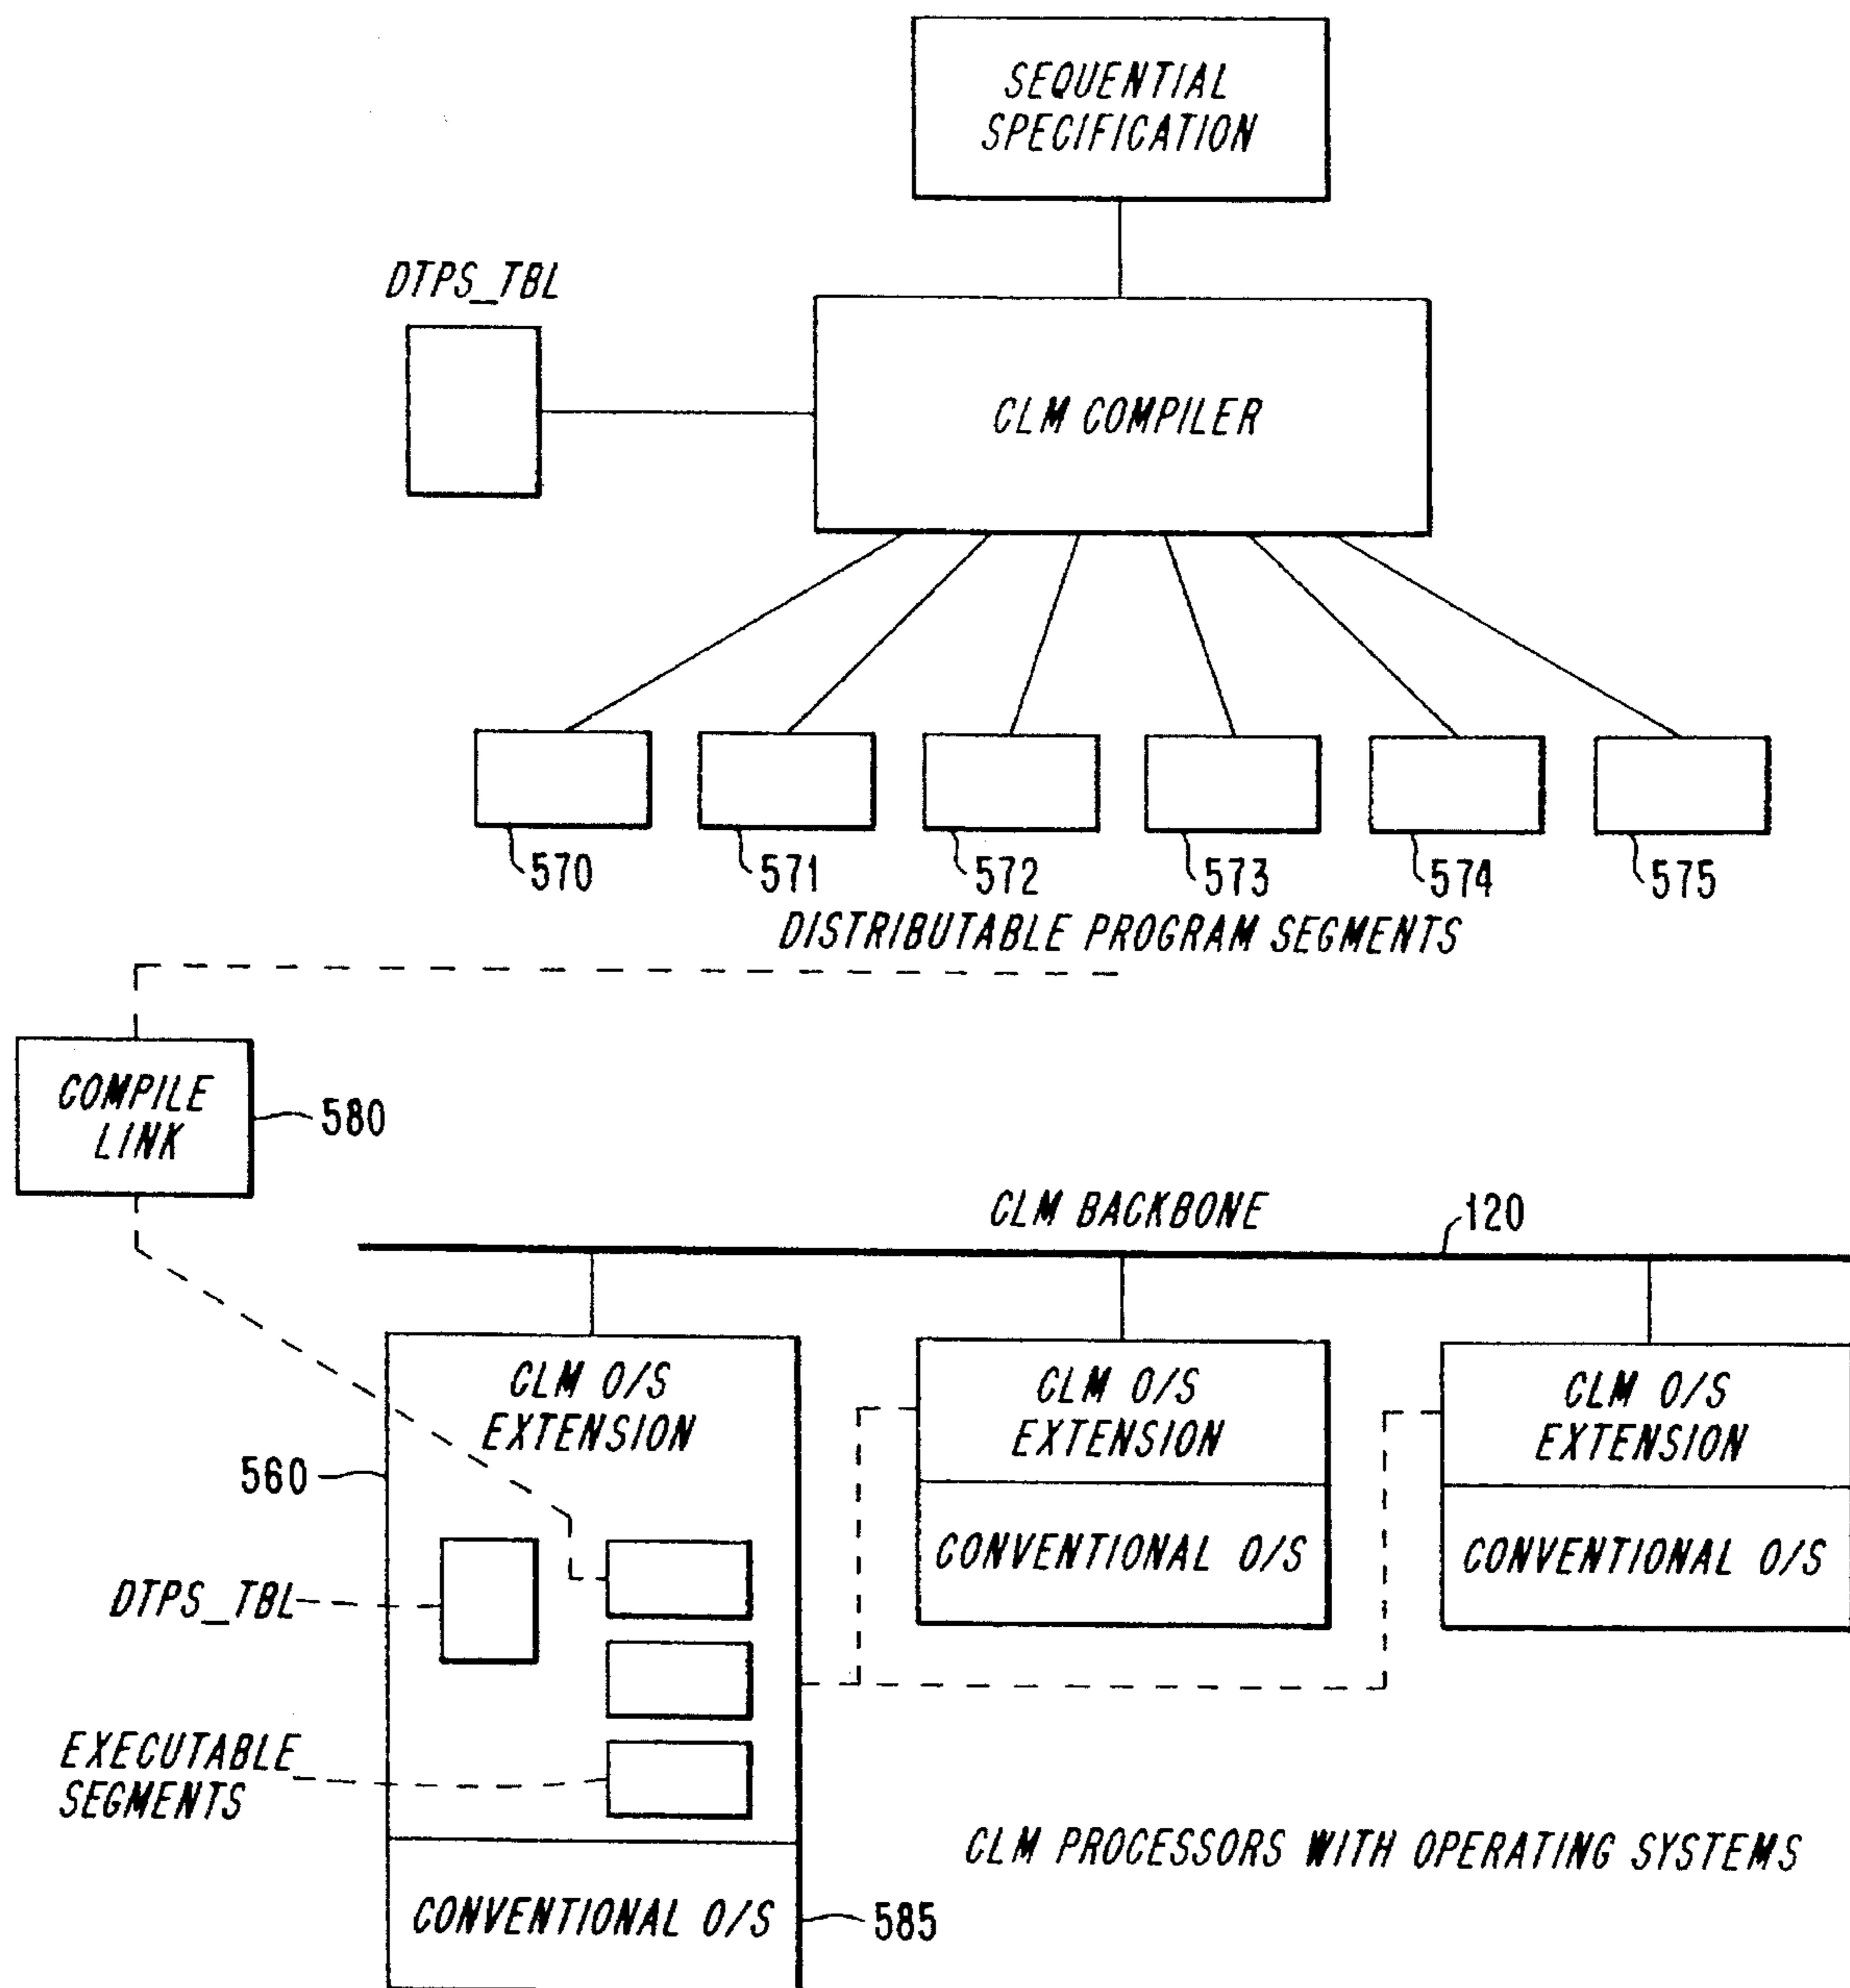 SEQUENTIAL
SPECIFICATION
DTPS_TBL
CLM COMPILER
570
571
572
573
574
575
DISTRIBUTABLE PROGRAM SEGMENTS
COMPILE
LINK
580
CLM BACKBONE
120
CLM O/S
EXTENSION
CLM O/S
EXTENSION
CLM O/S
EXTENSION
560
CONVENTIONAL O/S
CONVENTIONAL O/S
DTPS_TBL
EXECUTABLE
SEGMENTS
CLM PROCESSORS WITH OPERATING SYSTEMS
CONVENTIONAL O/S
585